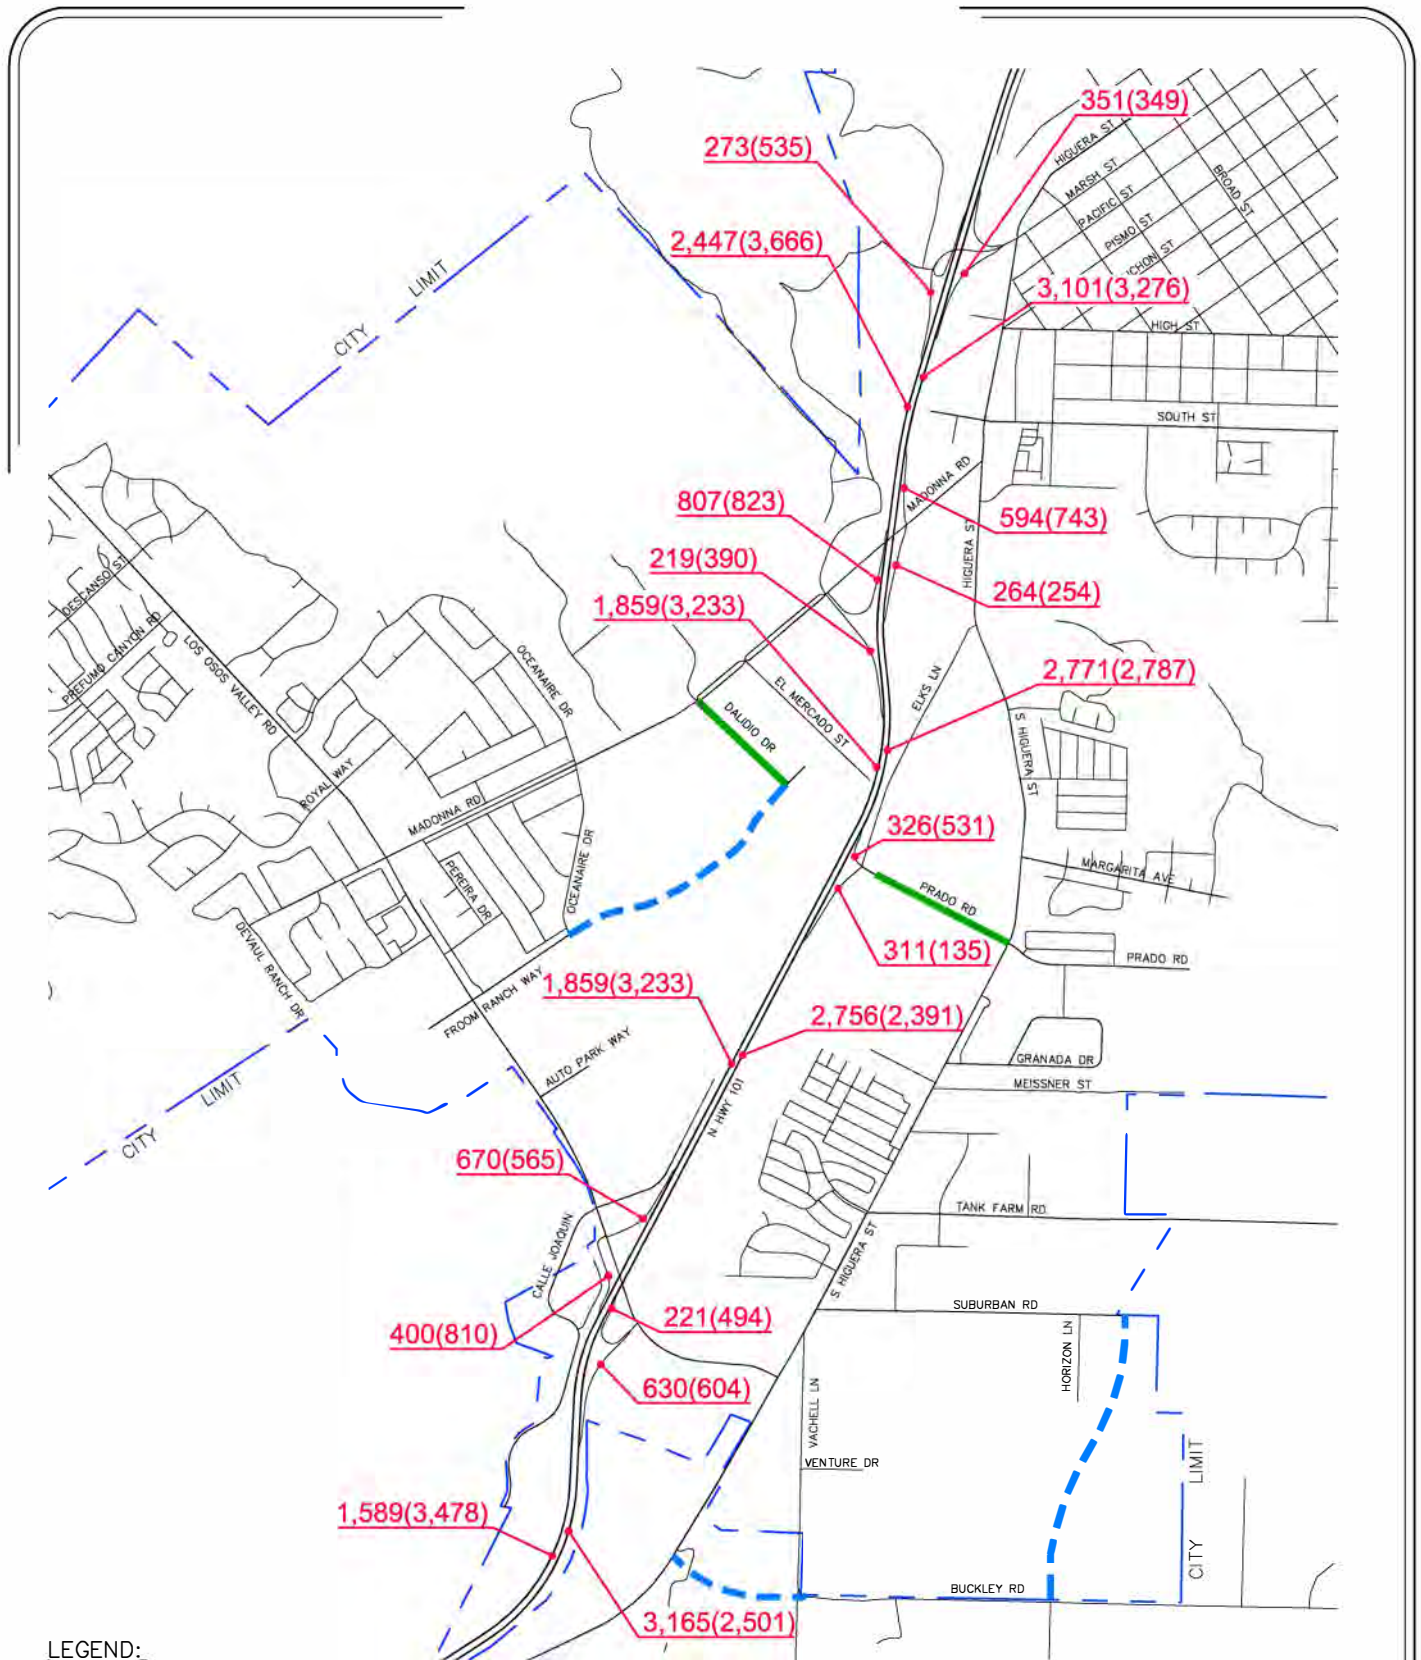 351(349)
273(535)
HIGUERA ST
MARSH ST
BROAD ST
PACIFIC ST
PISMO ST
2,447(3,666)
CITY LIMIT
3,101(3,276)
HIGH ST
SOUTH ST
MADONNA RD
807(823)
594(743)
HIGUERA ST
219(390)
264(254)
1,859(3,233)
DESCANSO ST
PREFUMO CANYON RD
LOS OSOS VALLEY RD
OCEANAIRE DR
2,771(2,787)
ELKS LN
EL MERCADO ST
DALIDIO DR
S HIGUERA ST
ROYAL WAY
MADONNA RD
326(531)
OCEANAIRE DR
PEREIRA DR
MARGARITA AVE
PRADO RD
311(135)
PRADO RD
DEVAUL RANCH DR
FROOM RANCH WAY
1,859(3,233)
2,756(2,391)
AUTO PARK WAY
GRANADA DR
MEISSNER ST
N HWY 101
CITY LIMIT
670(565)
TANK FARM RD
CALLE JOAQUIN
S HIGUERA ST
SUBURBAN RD
221(494)
400(810)
HORIZON LN
630(604)
VACHELL LN
VENTURE DR
CITY LIMIT
1,589(3,478)
BUCKLEY RD
3,165(2,501)
LEGEND: